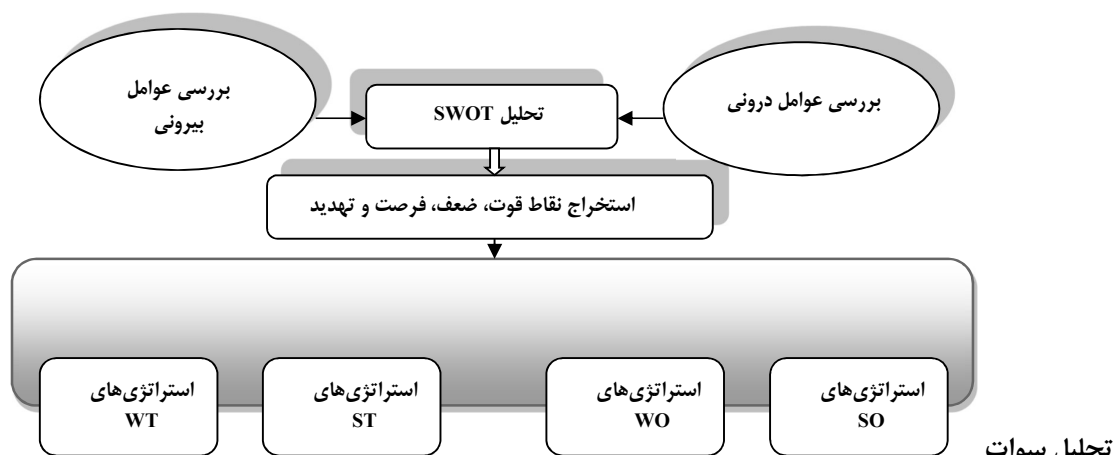 بررسی عوامل درونی
تحلیل SWOT
بررسی عوامل
بیرونی
استخراج نقاط قوت، ضعف، فرصت و تهدید
استراتژی‌های
SO
استراتژی‌های
WO
استراتژی‌های
ST
استراتژی‌های
WT
تحلیل سوات